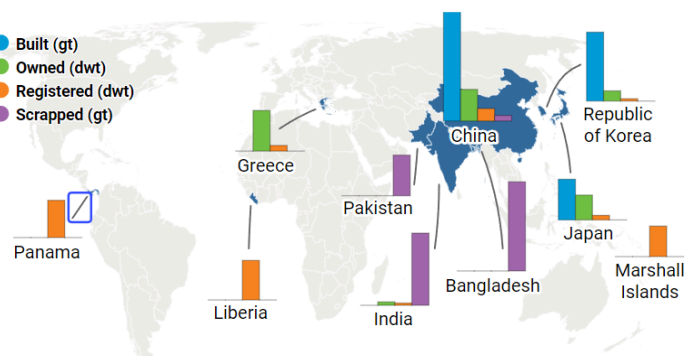 Built (gt)
Owned (dwt)
Registered (dwt)
Scrapped (gt)
China
Republic
of Korea
Greece
Pakistan
Panama
Japan
Marshall
Islands
Bangladesh
Liberia
India